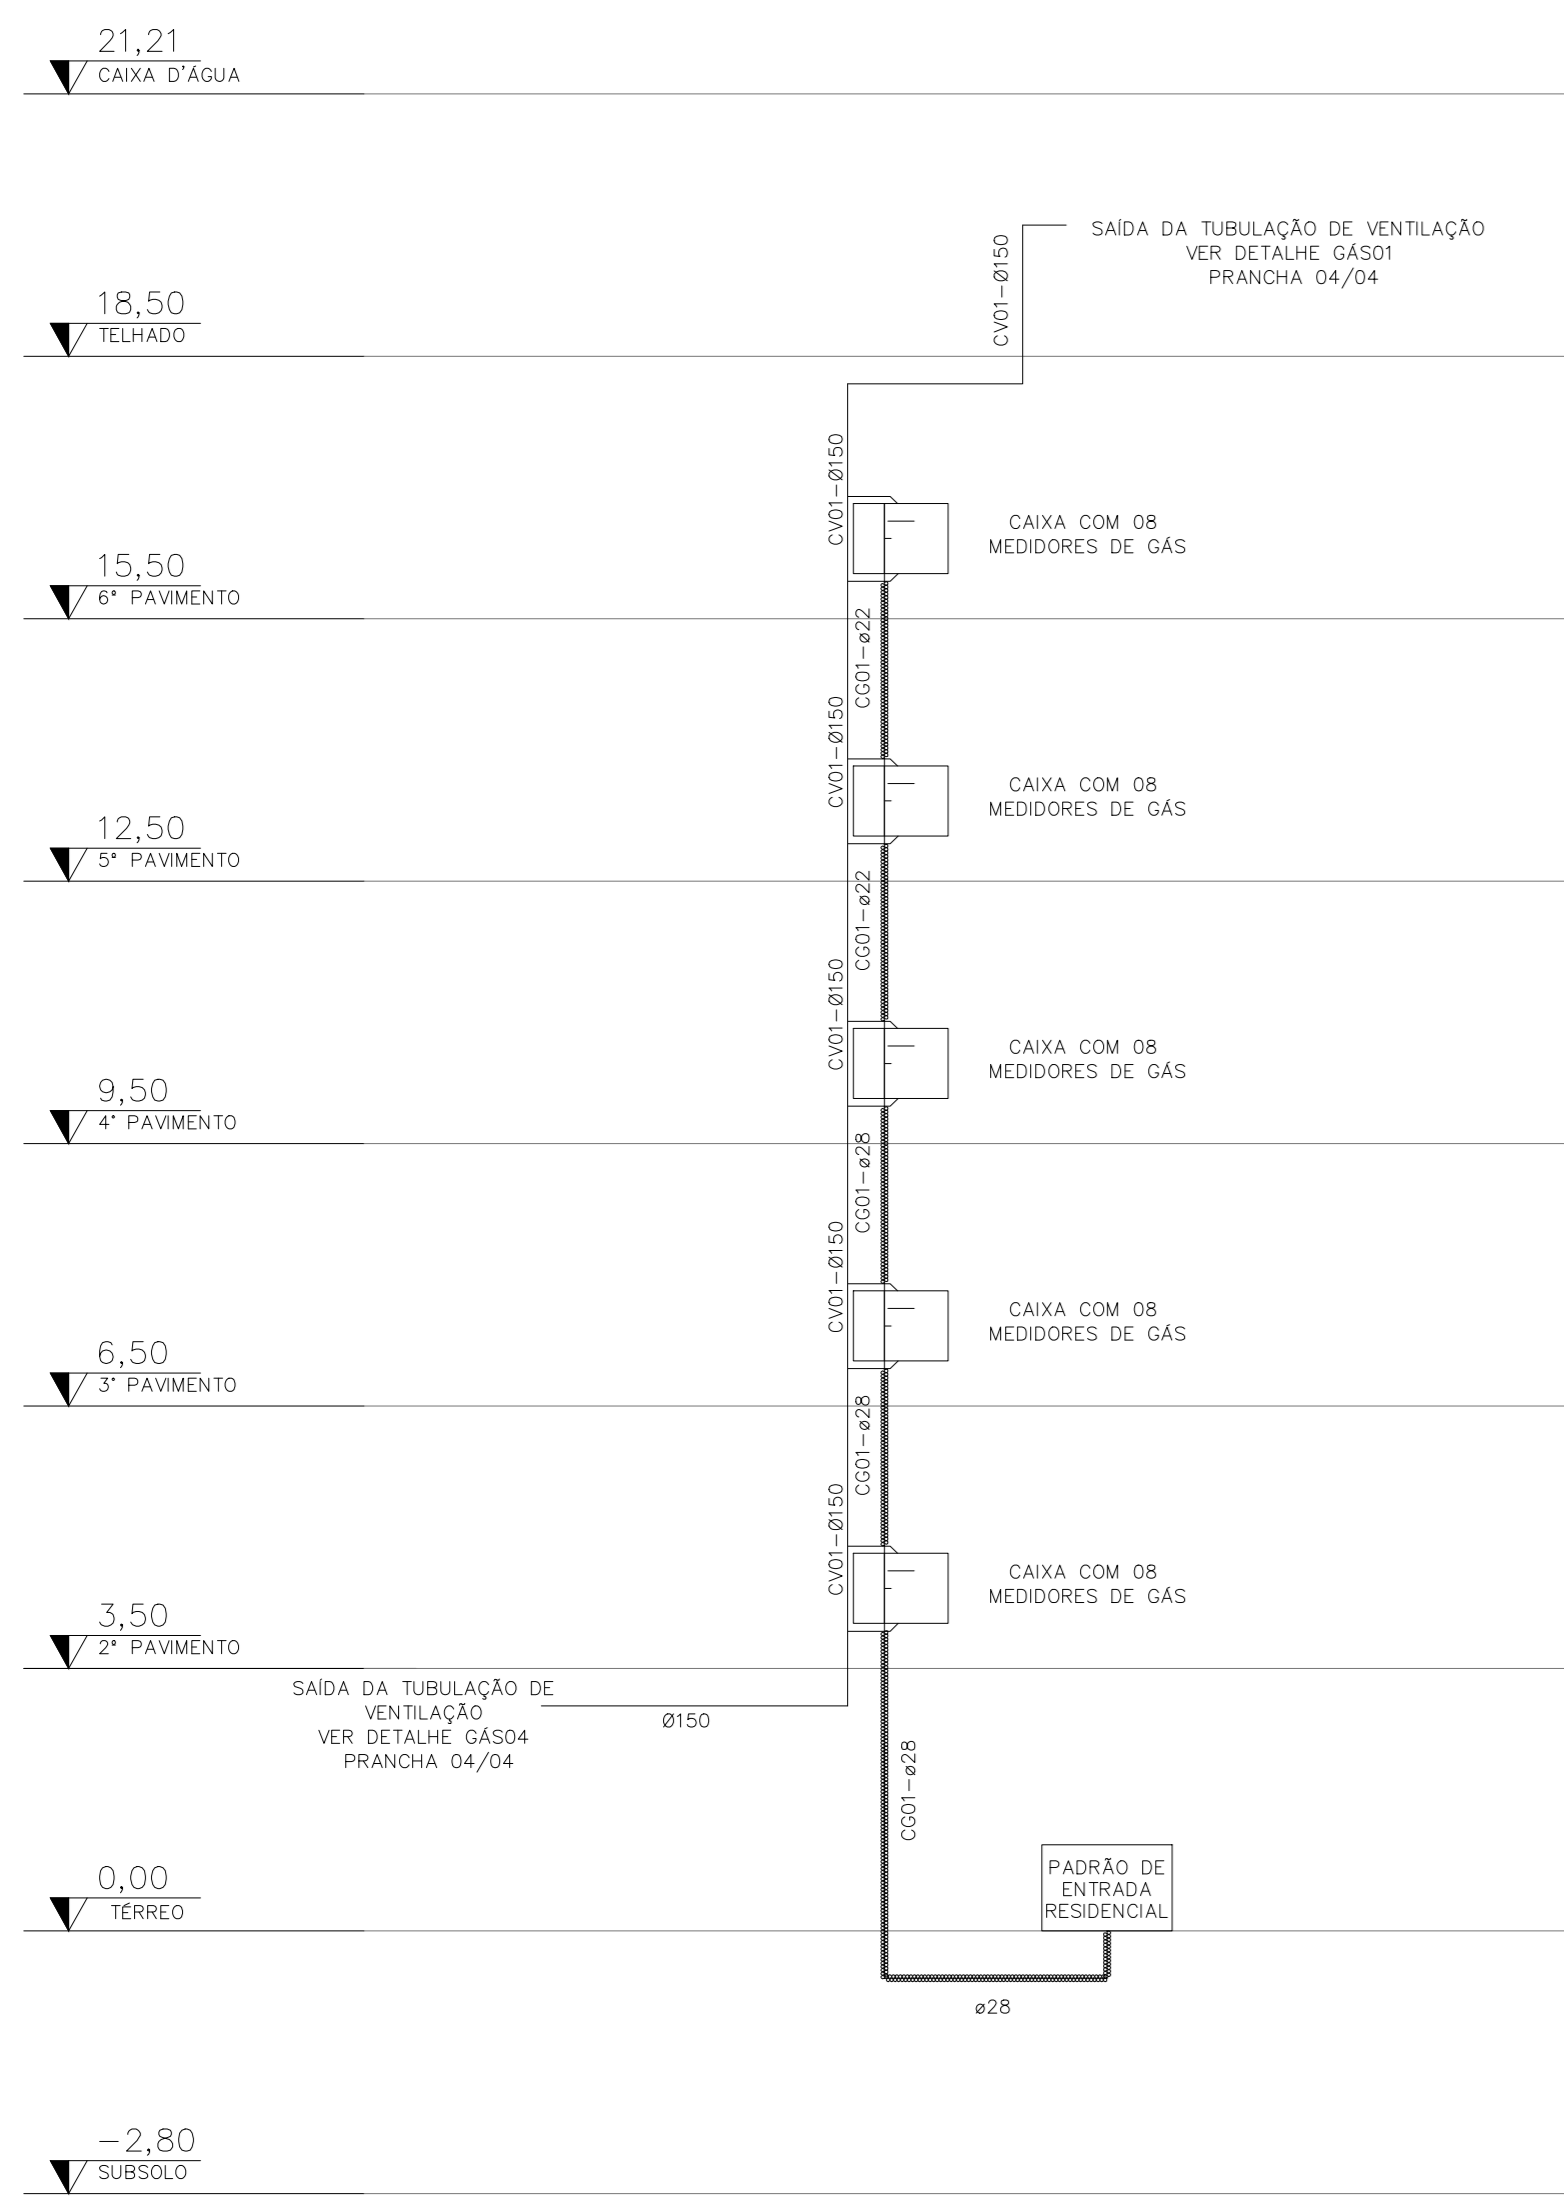 21,21
CAIXA D'ÁGUA
SAÍDA DA TUBULAÇÃO DE VENTILAÇÃO
VER DETALHE GÁS01
PRANCHA 04/04
CV01-Ø150
18,50
TELHADO
CV01-Ø150
CAIXA COM 08
MEDIDORES DE GÁS
15,50
6º PAVIMENTO
CG01-ø22
CV01-Ø150
CAIXA COM 08
MEDIDORES DE GÁS
12,50
5º PAVIMENTO
CG01-ø22
CV01-Ø150
CAIXA COM 08
MEDIDORES DE GÁS
9,50
4° PAVIMENTO
CG01-ø28
CV01-Ø150
CAIXA COM 08
MEDIDORES DE GÁS
6,50
3° PAVIMENTO
CG01-ø28
CV01-Ø150
CAIXA COM 08
MEDIDORES DE GÁS
3,50
2º PAVIMENTO
SAÍDA DA TUBULAÇÃO DE
VENTILAÇÃO
VER DETALHE GÁS04
PRANCHA 04/04
Ø150
CG01-ø28
PADRÃO DE
ENTRADA
RESIDENCIAL
0,00
TÉRREO
ø28
-2,80
SUBSOLO